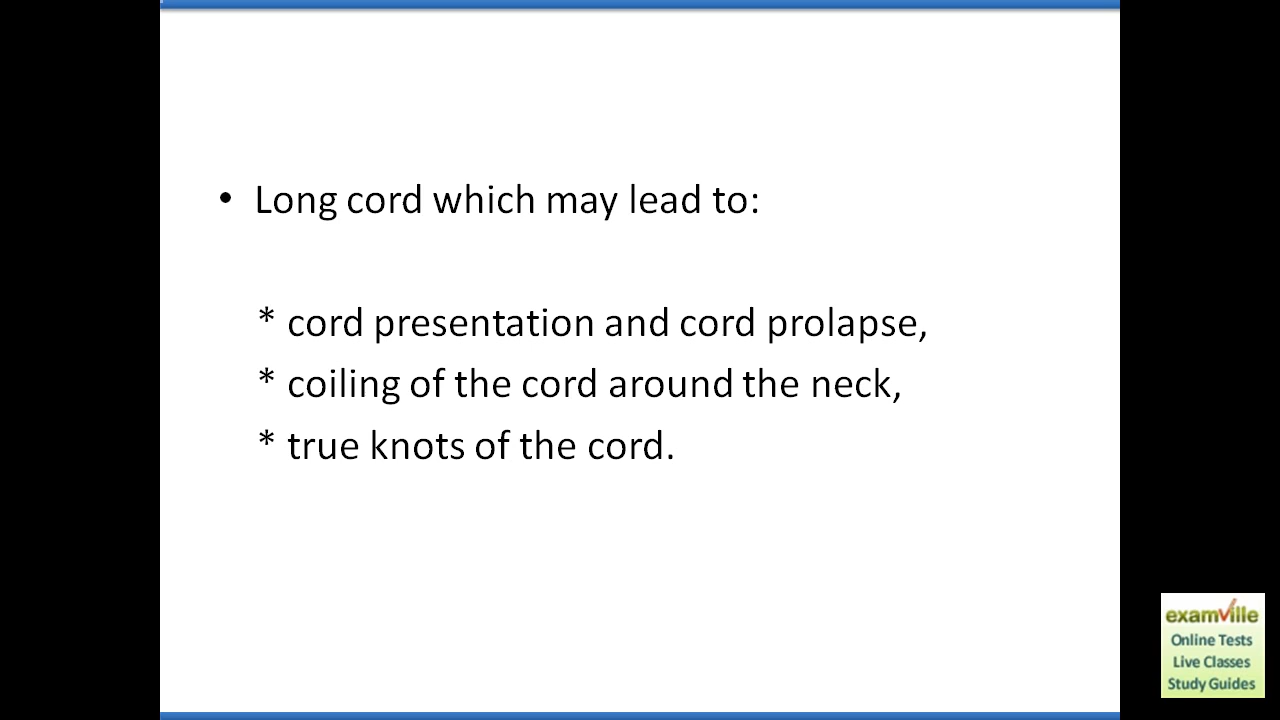 • Long cord which may lead to:
* cord presentation and cord prolapse,
* coiling of the cord around the neck,
* true knots of the cord.
examville
Online Tests
Live Classes
Study Guides